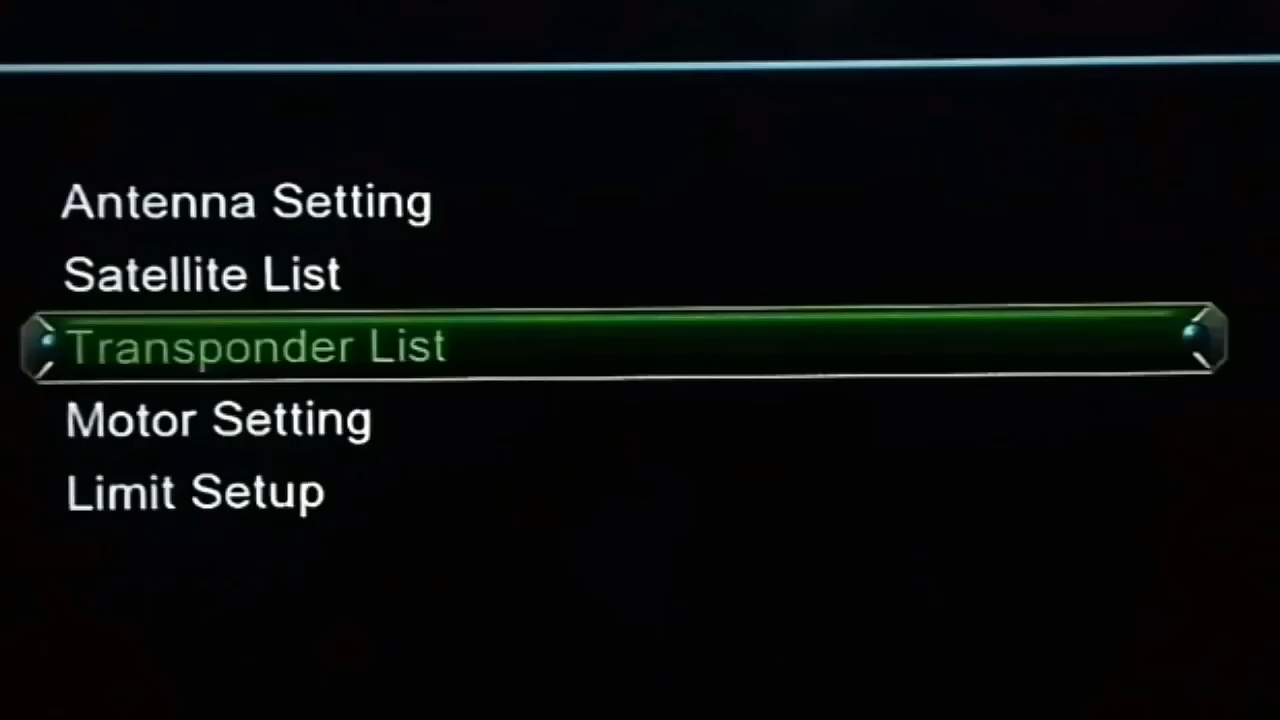 Antenna Setting
Satellite List
Transponder List
Motor Setting
Limit Setup